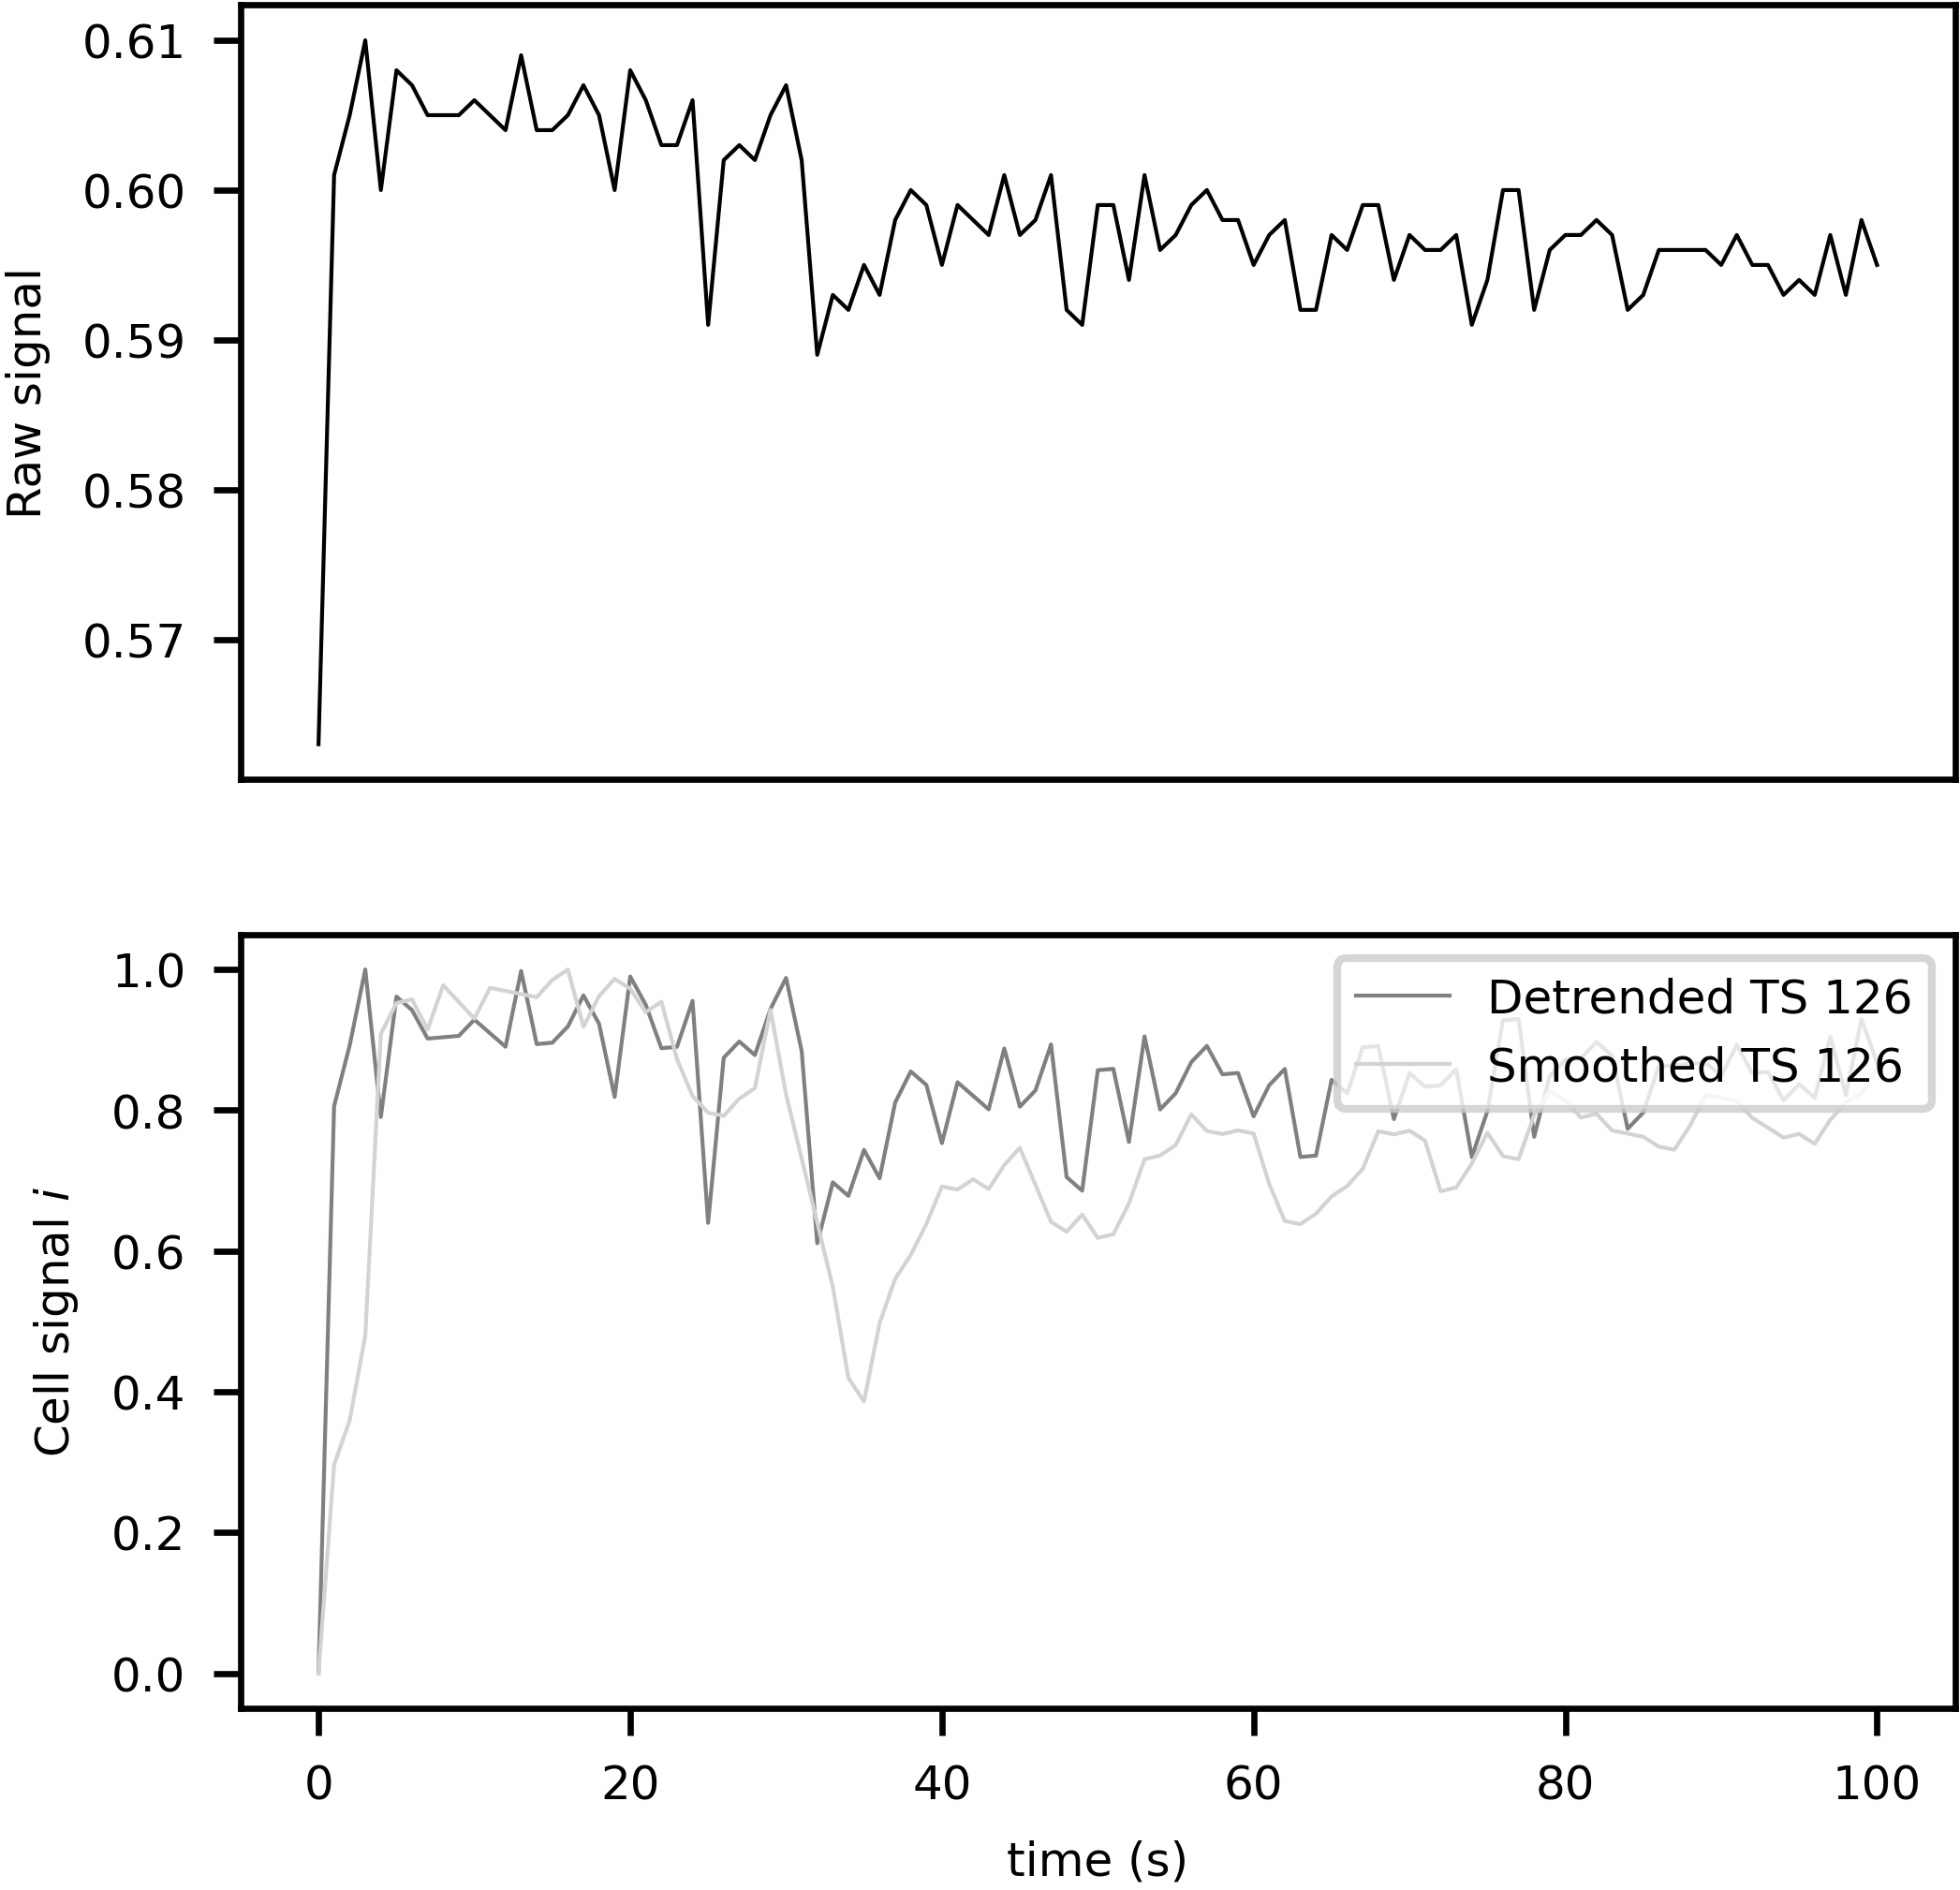 Raw signal
0.61
0.60
0.59
0.58
0.57
Cell signal i
1.0
0.8
0.6
0.4
0.2
0.0
Detrended TS 126
Smoothed TS 126
0 20 40 60 80 100
time (s)